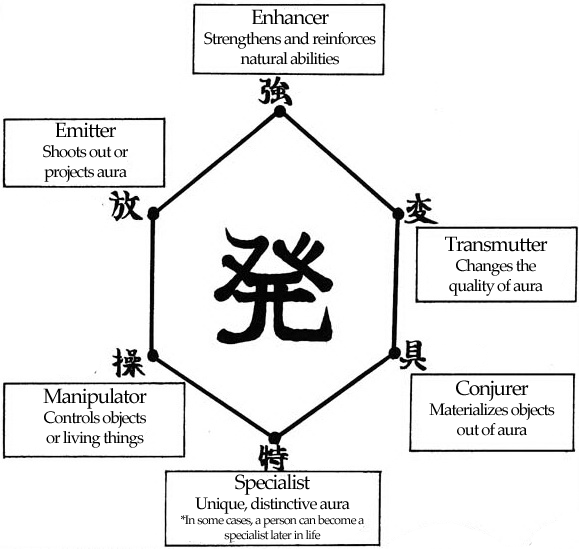 Enhancer
Strengthens and reinforces
natural abilities
強
Emitter
Shoots out or
projects aura
放
変
Transmutter
Changes the
quality of aura
発
操
具
Manipulator
Controls objects
or living things
Conjurer
Materializes objects
out of aura
特
Specialist
Unique, distinctive aura
*In some cases, a person can become a
specialist later in life